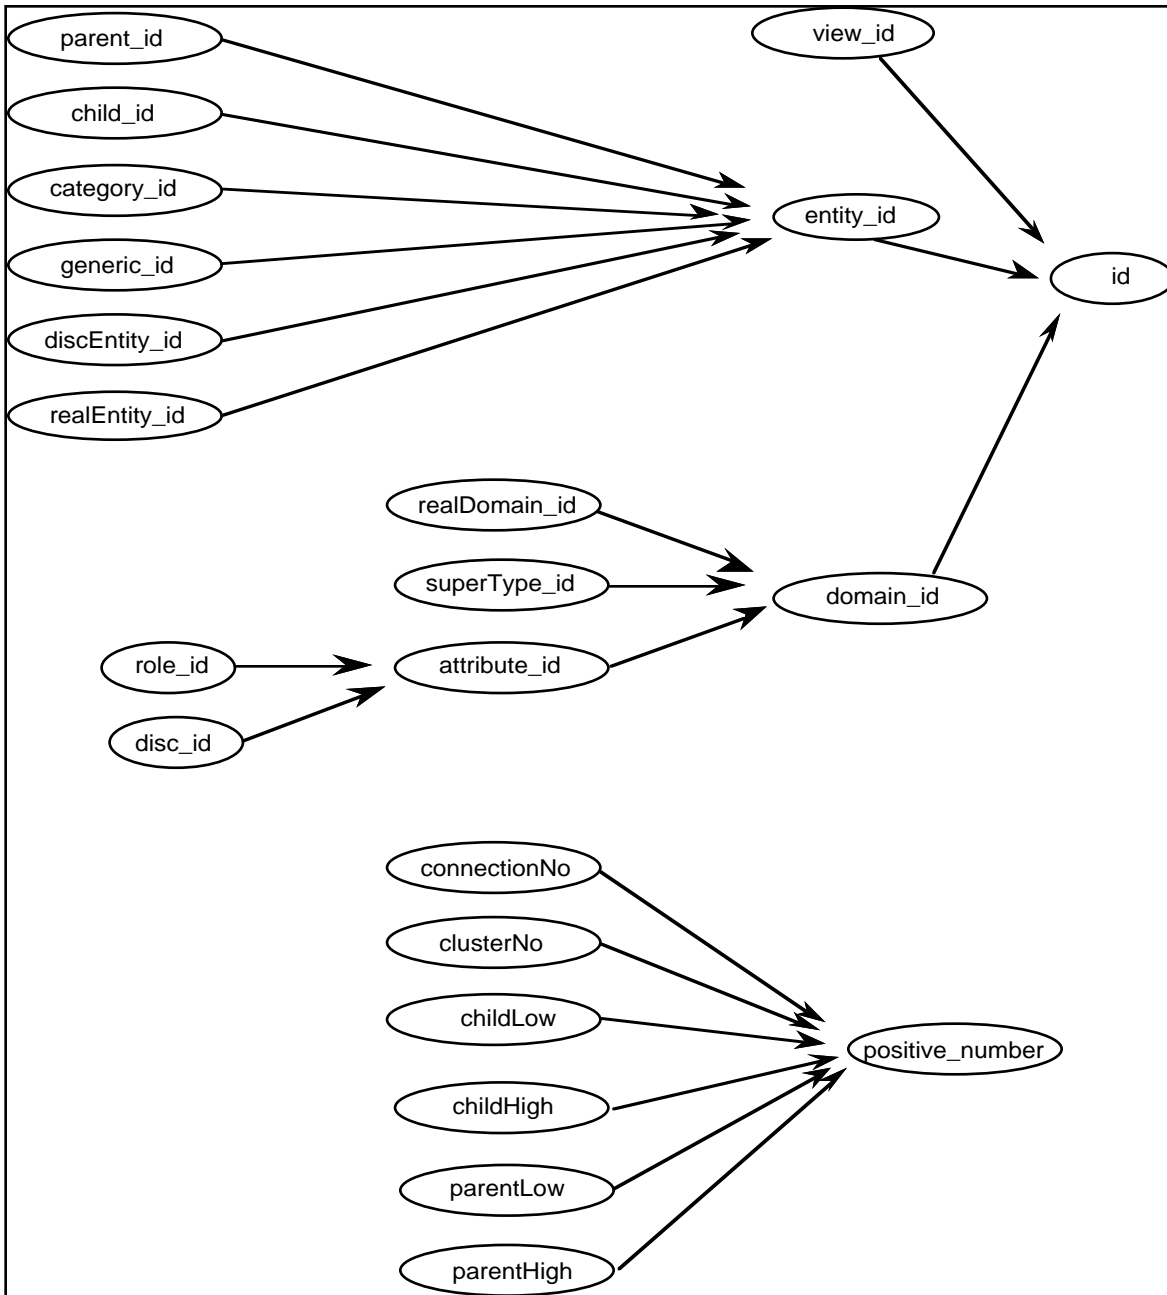 parent_id
view_id
child_id
category_id
entity_id
generic_id
id
discEntity_id
realEntity_id
realDomain_id
superType_id
domain_id
role_id
attribute_id
disc_id
connectionNo
clusterNo
childLow
positive_number
childHigh
parentLow
parentHigh